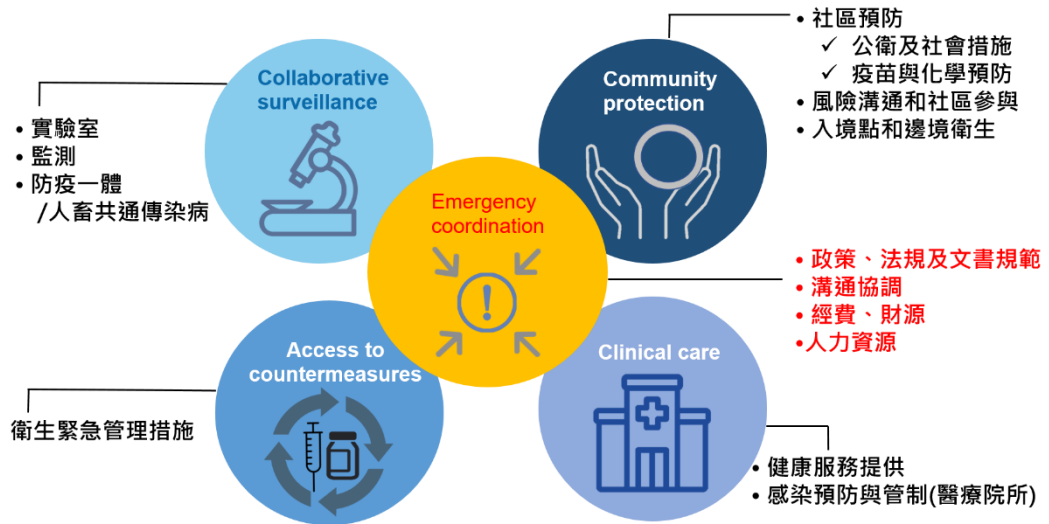 Collaborative
surveillance
• 實驗室
• 監測
• 防疫一體
/人畜共通傳染病
Community
protection
• 社區預防
✓ 公衛及社會措施
✓ 疫苗與化學預防
• 風險溝通和社區參與
• 入境點和邊境衛生
Emergency
coordination
• 政策、法規及文書規範
• 溝通協調
• 經費、財源
• 人力資源
Access to
countermeasures
衛生緊急管理措施
Clinical care
• 健康服務提供
• 感染預防與管制(醫療院所)